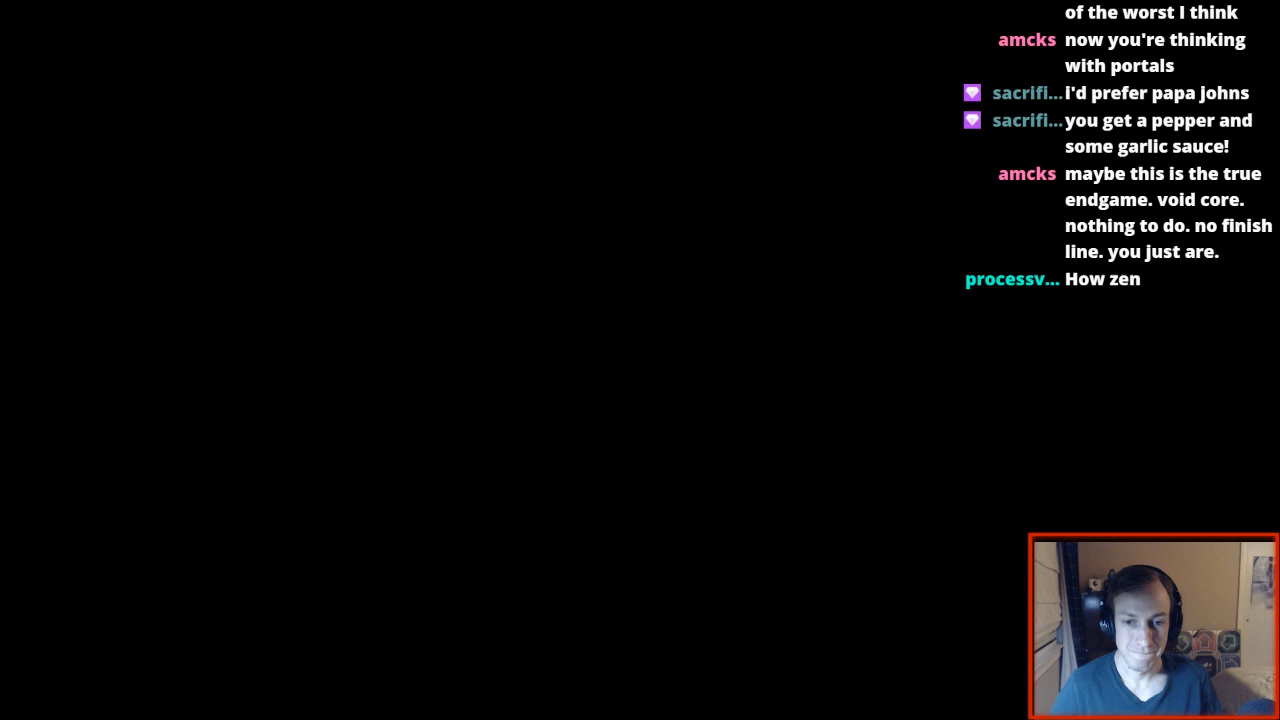 of the worst I think
amcks now you're thinking
with portals
sacrifi... i'd prefer papa johns
sacrifi... you get a pepper and
some garlic sauce!
amcks maybe this is the true
endgame. void core.
nothing to do. no finish
line. you just are.
processv... How zen